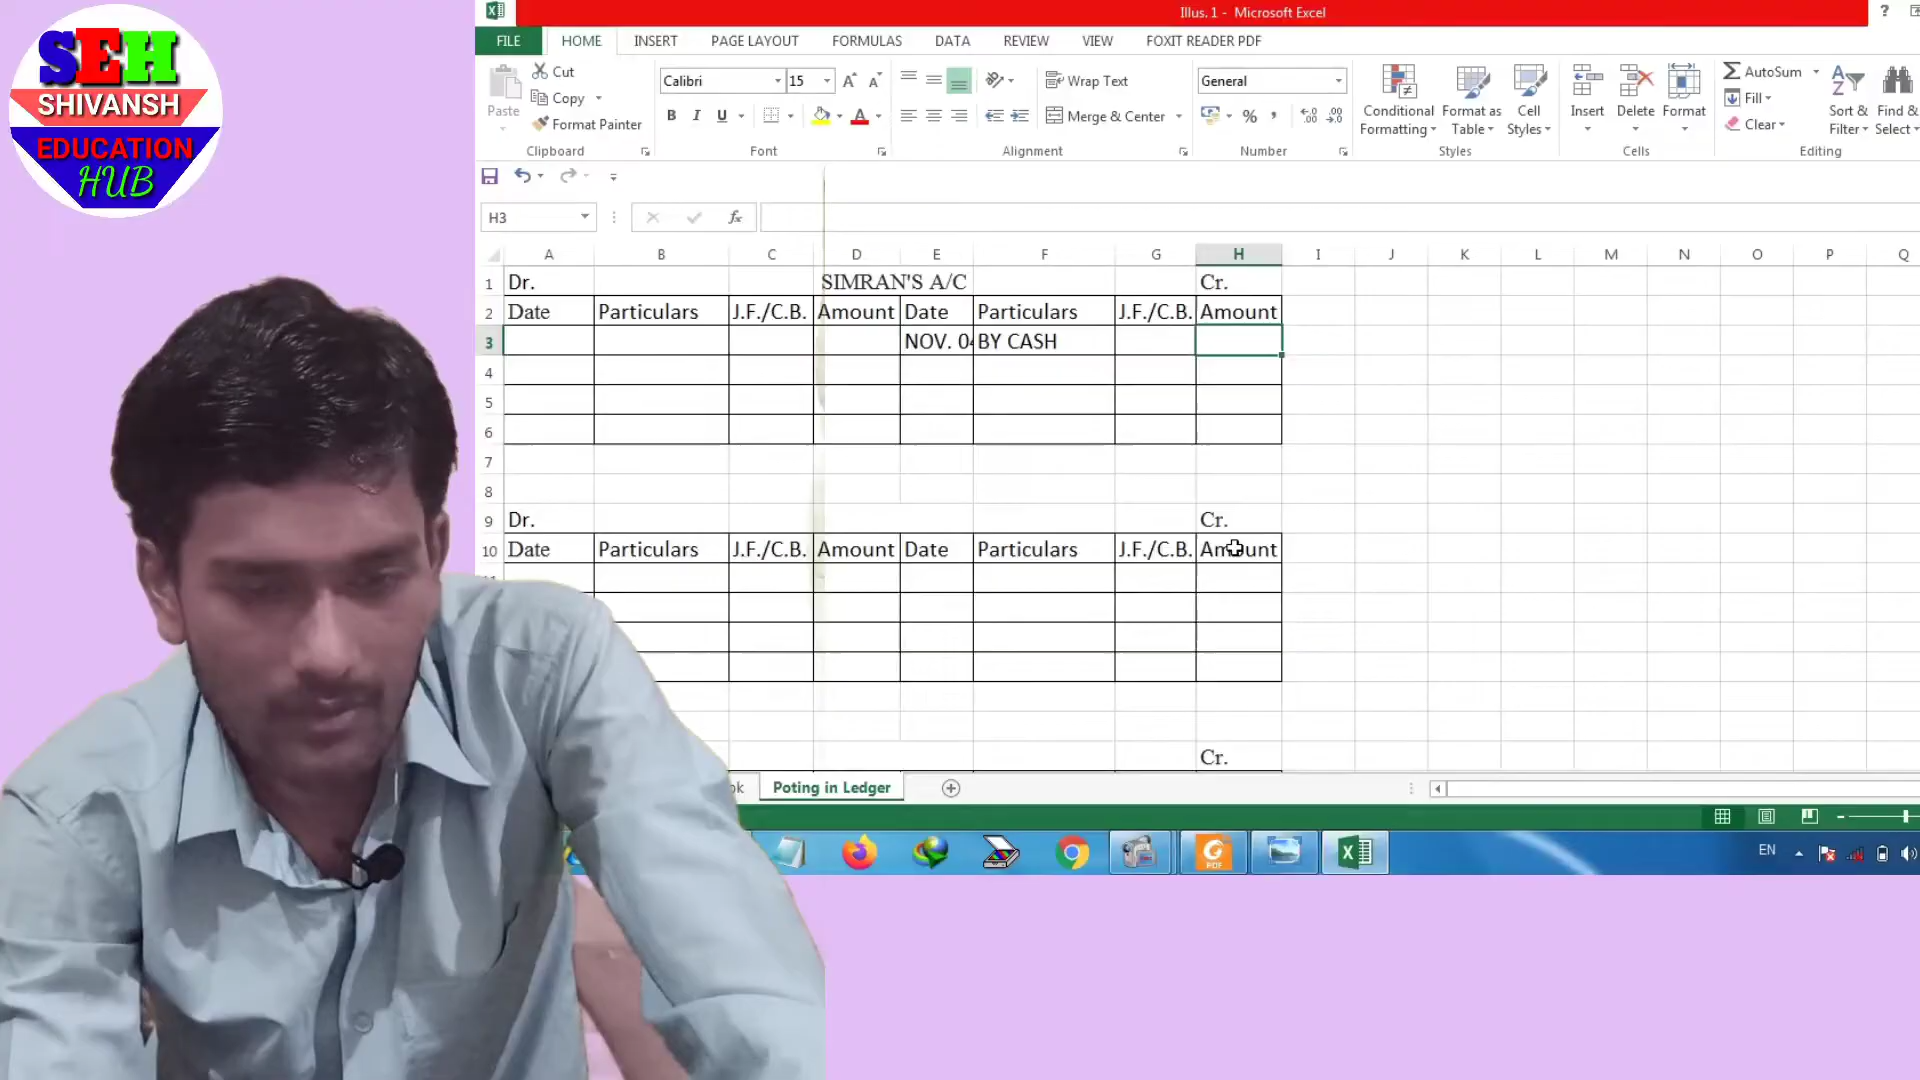 SEH
SHIVANSH
EDUCATION
HUB
Illus. 1 - Microsoft Excel
?
FILE HOME INSERT PAGE LAYOUT FORMULAS DATA REVIEW VIEW FOXIT READER PDF
Paste Cut Copy Format Painter
Calibri 15
B I U A
Wrap Text
Merge & Center
General
%
Conditional Formatting Format as Table Cell Styles
Insert Delete Format
AutoSum Fill Clear
Sort & Filter Find & Select
Clipboard Font Alignment Number Styles Cells Editing
H3 fx
A B C D E F G H I J K L M N O P Q
1 Dr. SIMRAN'S A/C Cr.
2 Date Particulars J.F./C.B. Amount Date Particulars J.F./C.B. Amount
3 NOV. 04 BY CASH
4
5
6
7
8
9 Dr. Cr.
10 Date Particulars J.F./C.B. Amount Date Particulars J.F./C.B. Amount
Cr.
Poting in Ledger
PDF
EN